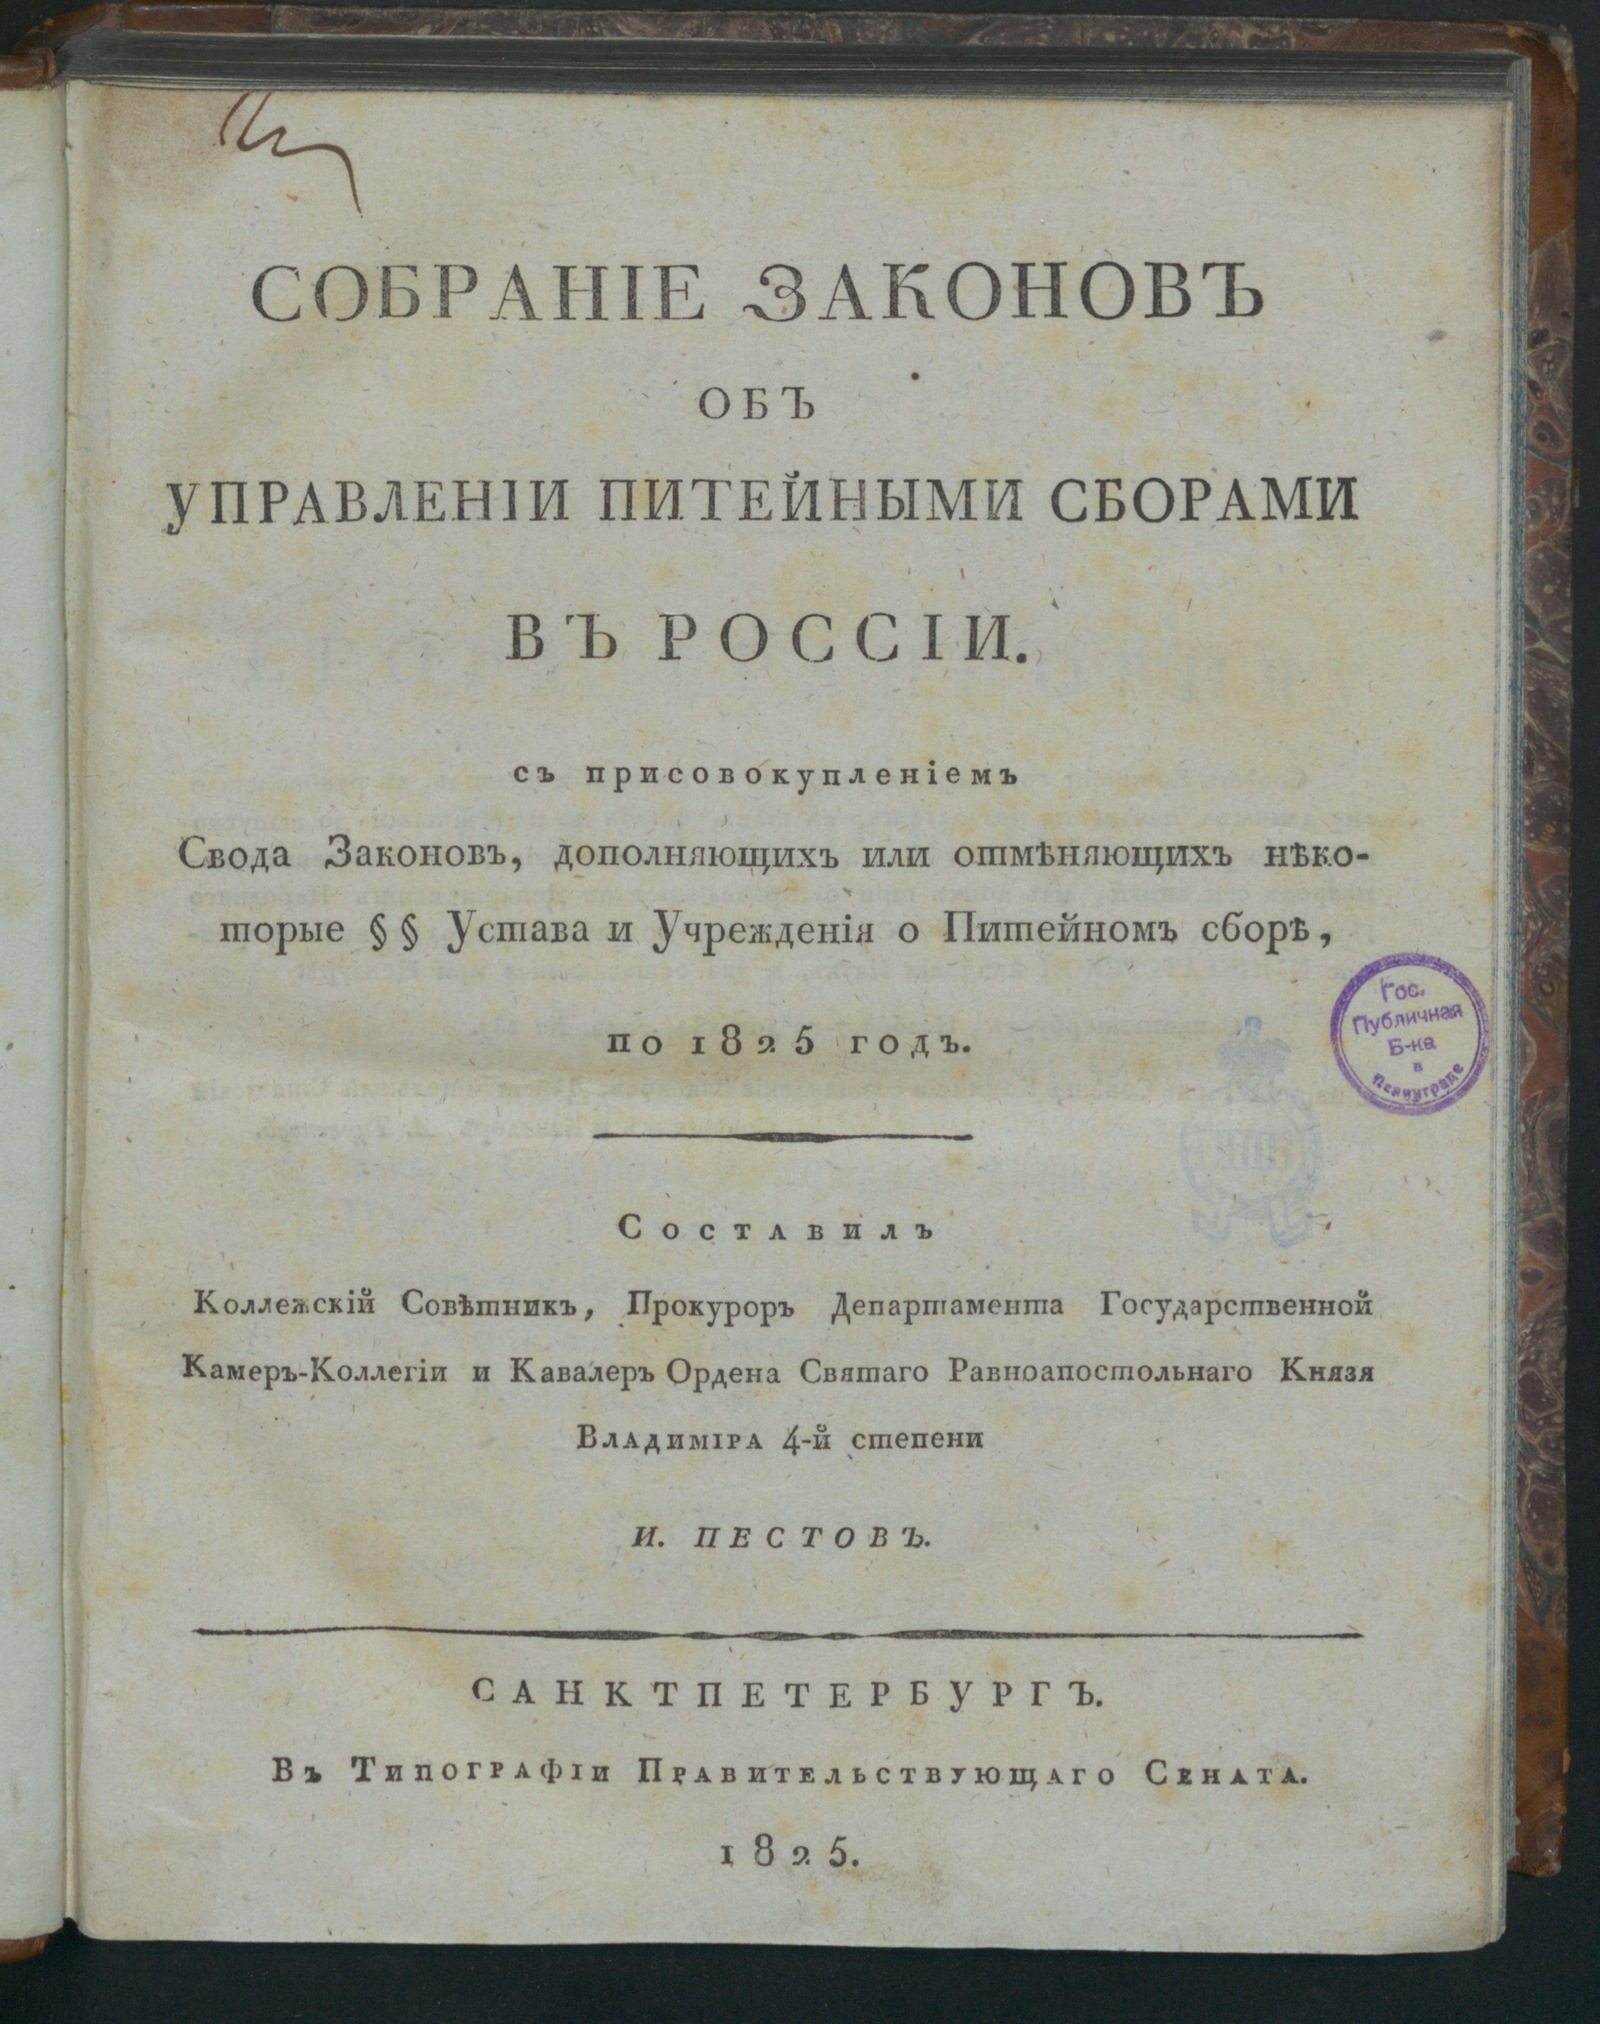 СОБРАНІЕ ЗАКОНОВЪ
ОБЪ
УПРАВЛЕНІИ ПИТЕЙНЫМИ СБОРАМИ
ВЪ РОССІИ.
съ присовокупленіемъ
Свода Законовъ, дополняющихъ или отмѣняющихъ нѣко-
торые §§ Устава и Учрежденія о Питейномъ сборѣ,
по 1825 годъ.
Составилъ
Коллежскій Совѣтникъ, Прокуроръ Департамента Государственной
Камеръ-Коллегіи и Кавалеръ Ордена Святаго Равноапостольнаго Князя
Владиміра 4-й степени
И. ПЕСТОВЪ.
САНКТПЕТЕРБУРГЪ.
Въ Типографіи Правительствующаго Сената.
1825.
Гос.
Публичная
Б-ка
в
Ленинграде